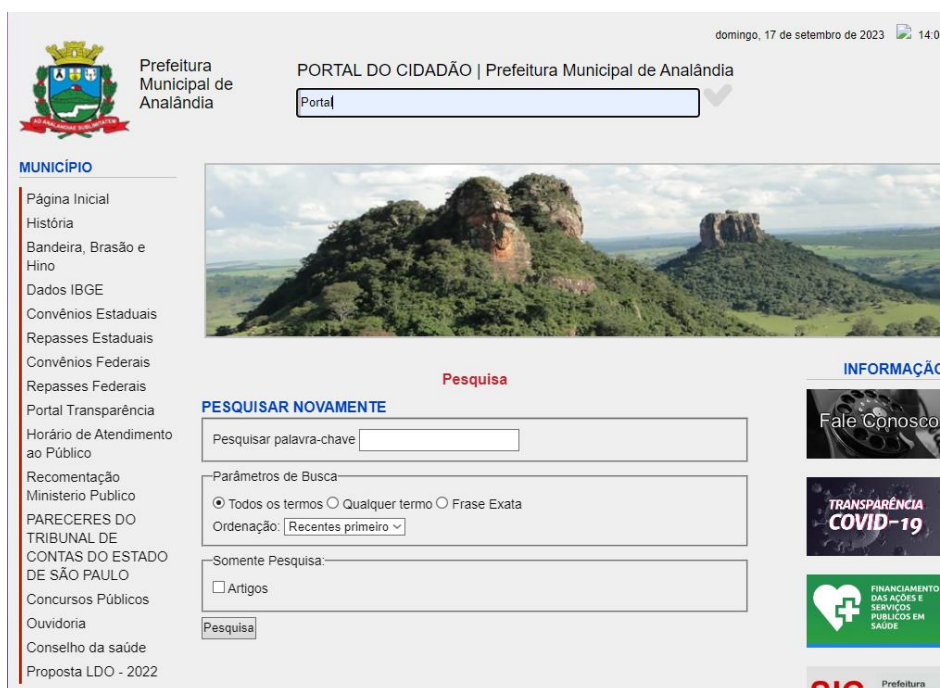 domingo, 17 de setembro de 2023 14:0
Prefeitura
Municipal de
Analândia
PORTAL DO CIDADÃO | Prefeitura Municipal de Analândia
Portal
MUNICÍPIO
Página Inicial
História
Bandeira, Brasão e
Hino
Dados IBGE
Convênios Estaduais
Repasses Estaduais
Convênios Federais
Repasses Federais
Portal Transparência
Horário de Atendimento
ao Público
Recomentação
Ministerio Publico
PARECERES DO
TRIBUNAL DE
CONTAS DO ESTADO
DE SÃO PAULO
Concursos Públicos
Ouvidoria
Conselho da saúde
Proposta LDO - 2022
Pesquisa
PESQUISAR NOVAMENTE
Pesquisar palavra-chave
Parâmetros de Busca
Todos os termos Qualquer termo Frase Exata
Ordenação: Recentes primeiro
Somente Pesquisa:
Artigos
Pesquisa
INFORMAÇÃO
Fale Conosco
TRANSPARÊNCIA
COVID-19
FINANCIAMENTO
DAS AÇÕES E
SERVIÇOS
PUBLICOS EM
SAÚDE
SIC
Prefeitura